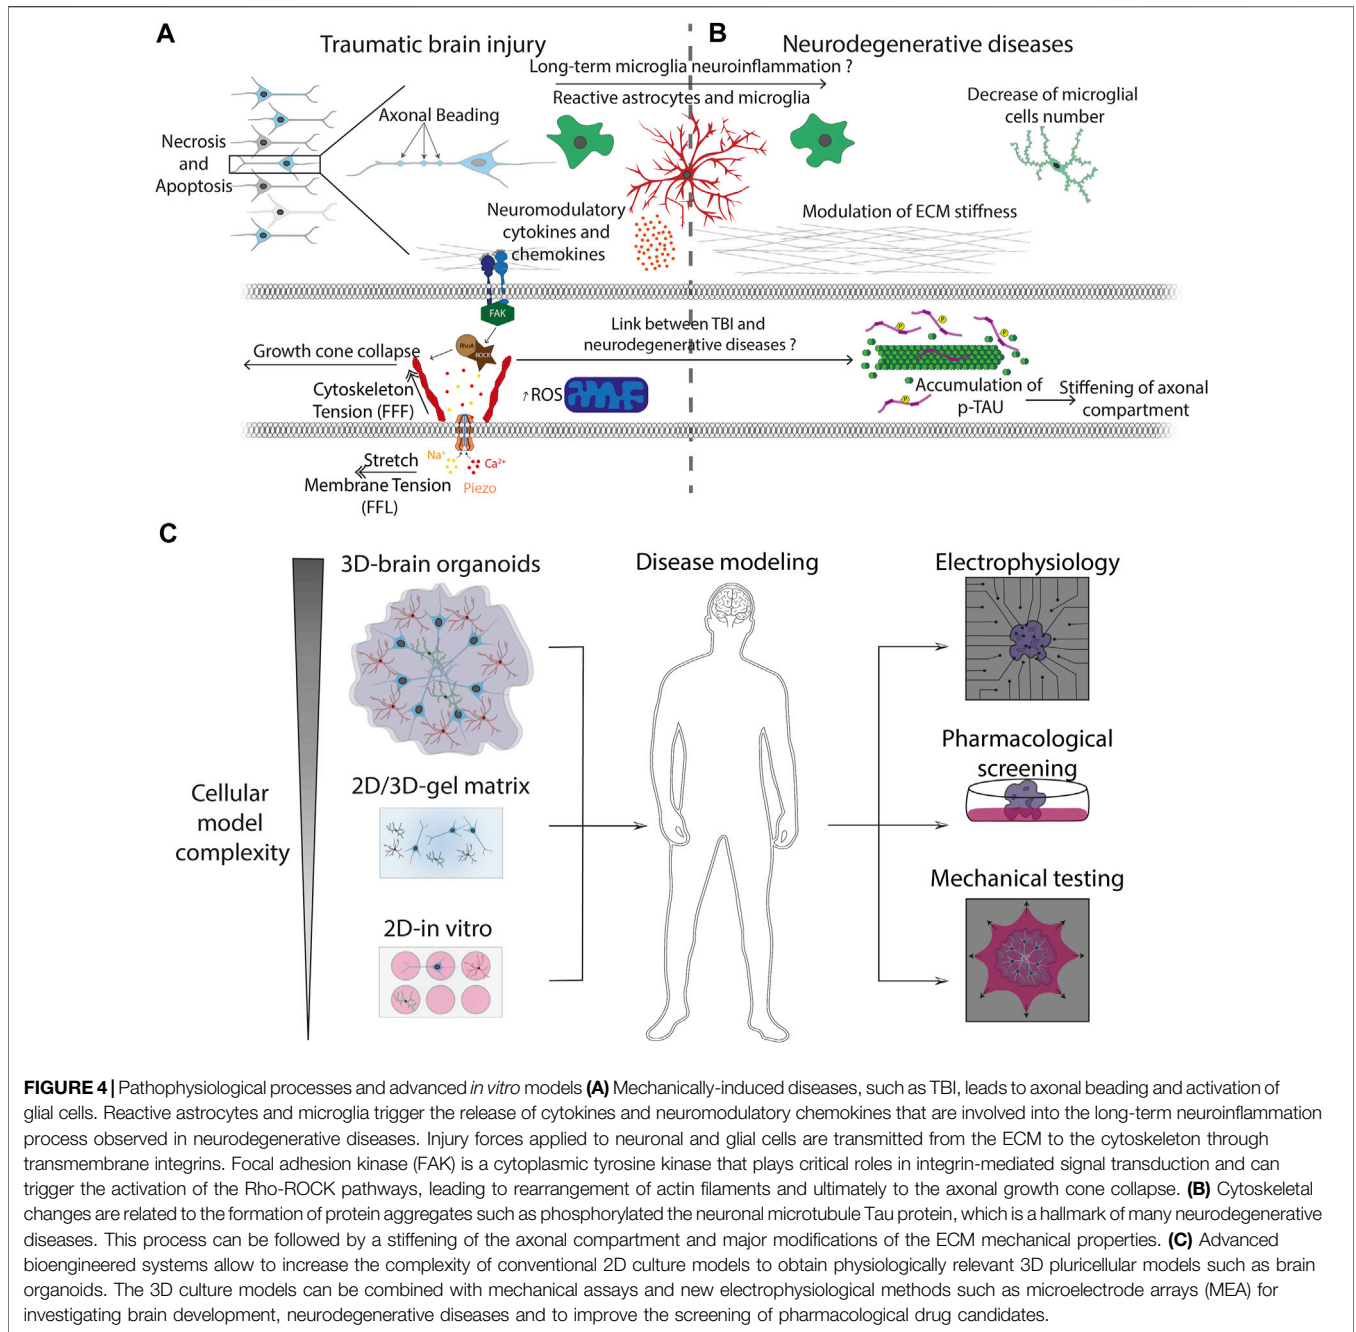 A
Traumatic brain injury
B
Neurodegenerative diseases
Long-term microglia neuroinflammation ?
Reactive astrocytes and microglia
Decrease of microglial
cells number
Axonal Beading
Necrosis
and
Apoptosis
Neuromodulatory
cytokines and
chemokines
Modulation of ECM stiffness
FAK
RhoA
ROCK
Link between TBI and
neurodegenerative diseases ?
Growth cone collapse
Cytoskeleton
Tension (FFF)
↑ROS
P
P
P
P
Accumulation of
p-TAU
Stiffening of axonal
compartment
Stretch
Membrane Tension
(FFL)
Na⁺
Ca²⁺
Piezo
C
3D-brain organoids
Disease modeling
Electrophysiology
Cellular
model
complexity
2D/3D-gel matrix
Pharmacological
screening
2D-in vitro
Mechanical testing
FIGURE 4 | Pathophysiological processes and advanced in vitro models (A) Mechanically-induced diseases, such as TBI, leads to axonal beading and activation of
glial cells. Reactive astrocytes and microglia trigger the release of cytokines and neuromodulatory chemokines that are involved into the long-term neuroinflammation
process observed in neurodegenerative diseases. Injury forces applied to neuronal and glial cells are transmitted from the ECM to the cytoskeleton through
transmembrane integrins. Focal adhesion kinase (FAK) is a cytoplasmic tyrosine kinase that plays critical roles in integrin-mediated signal transduction and can
trigger the activation of the Rho-ROCK pathways, leading to rearrangement of actin filaments and ultimately to the axonal growth cone collapse. (B) Cytoskeletal
changes are related to the formation of protein aggregates such as phosphorylated the neuronal microtubule Tau protein, which is a hallmark of many neurodegenerative
diseases. This process can be followed by a stiffening of the axonal compartment and major modifications of the ECM mechanical properties. (C) Advanced
bioengineered systems allow to increase the complexity of conventional 2D culture models to obtain physiologically relevant 3D pluricellular models such as brain
organoids. The 3D culture models can be combined with mechanical assays and new electrophysiological methods such as microelectrode arrays (MEA) for
investigating brain development, neurodegenerative diseases and to improve the screening of pharmacological drug candidates.